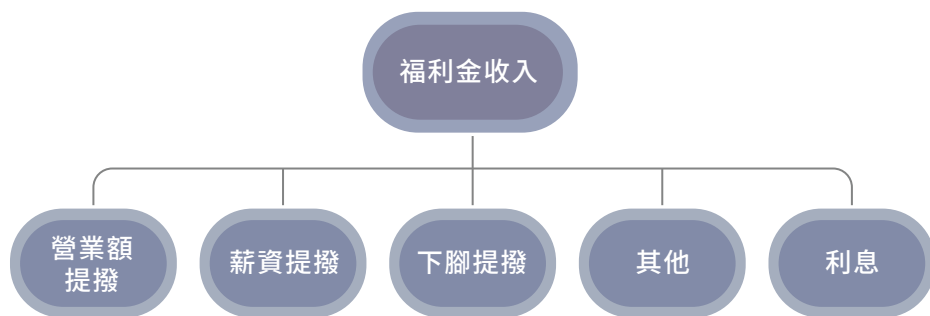 福利金收入
營業額
提撥
薪資提撥
下腳提撥
其他
利息